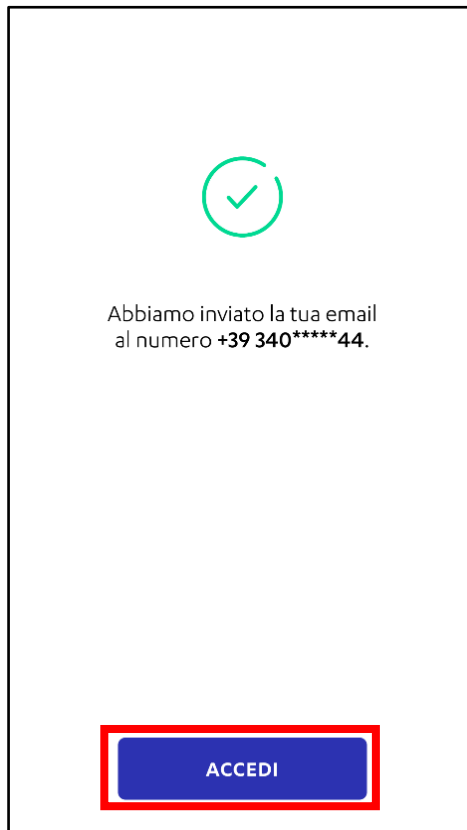 Abbiamo inviato la tua email
al numero +39 340*****44.
ACCEDI